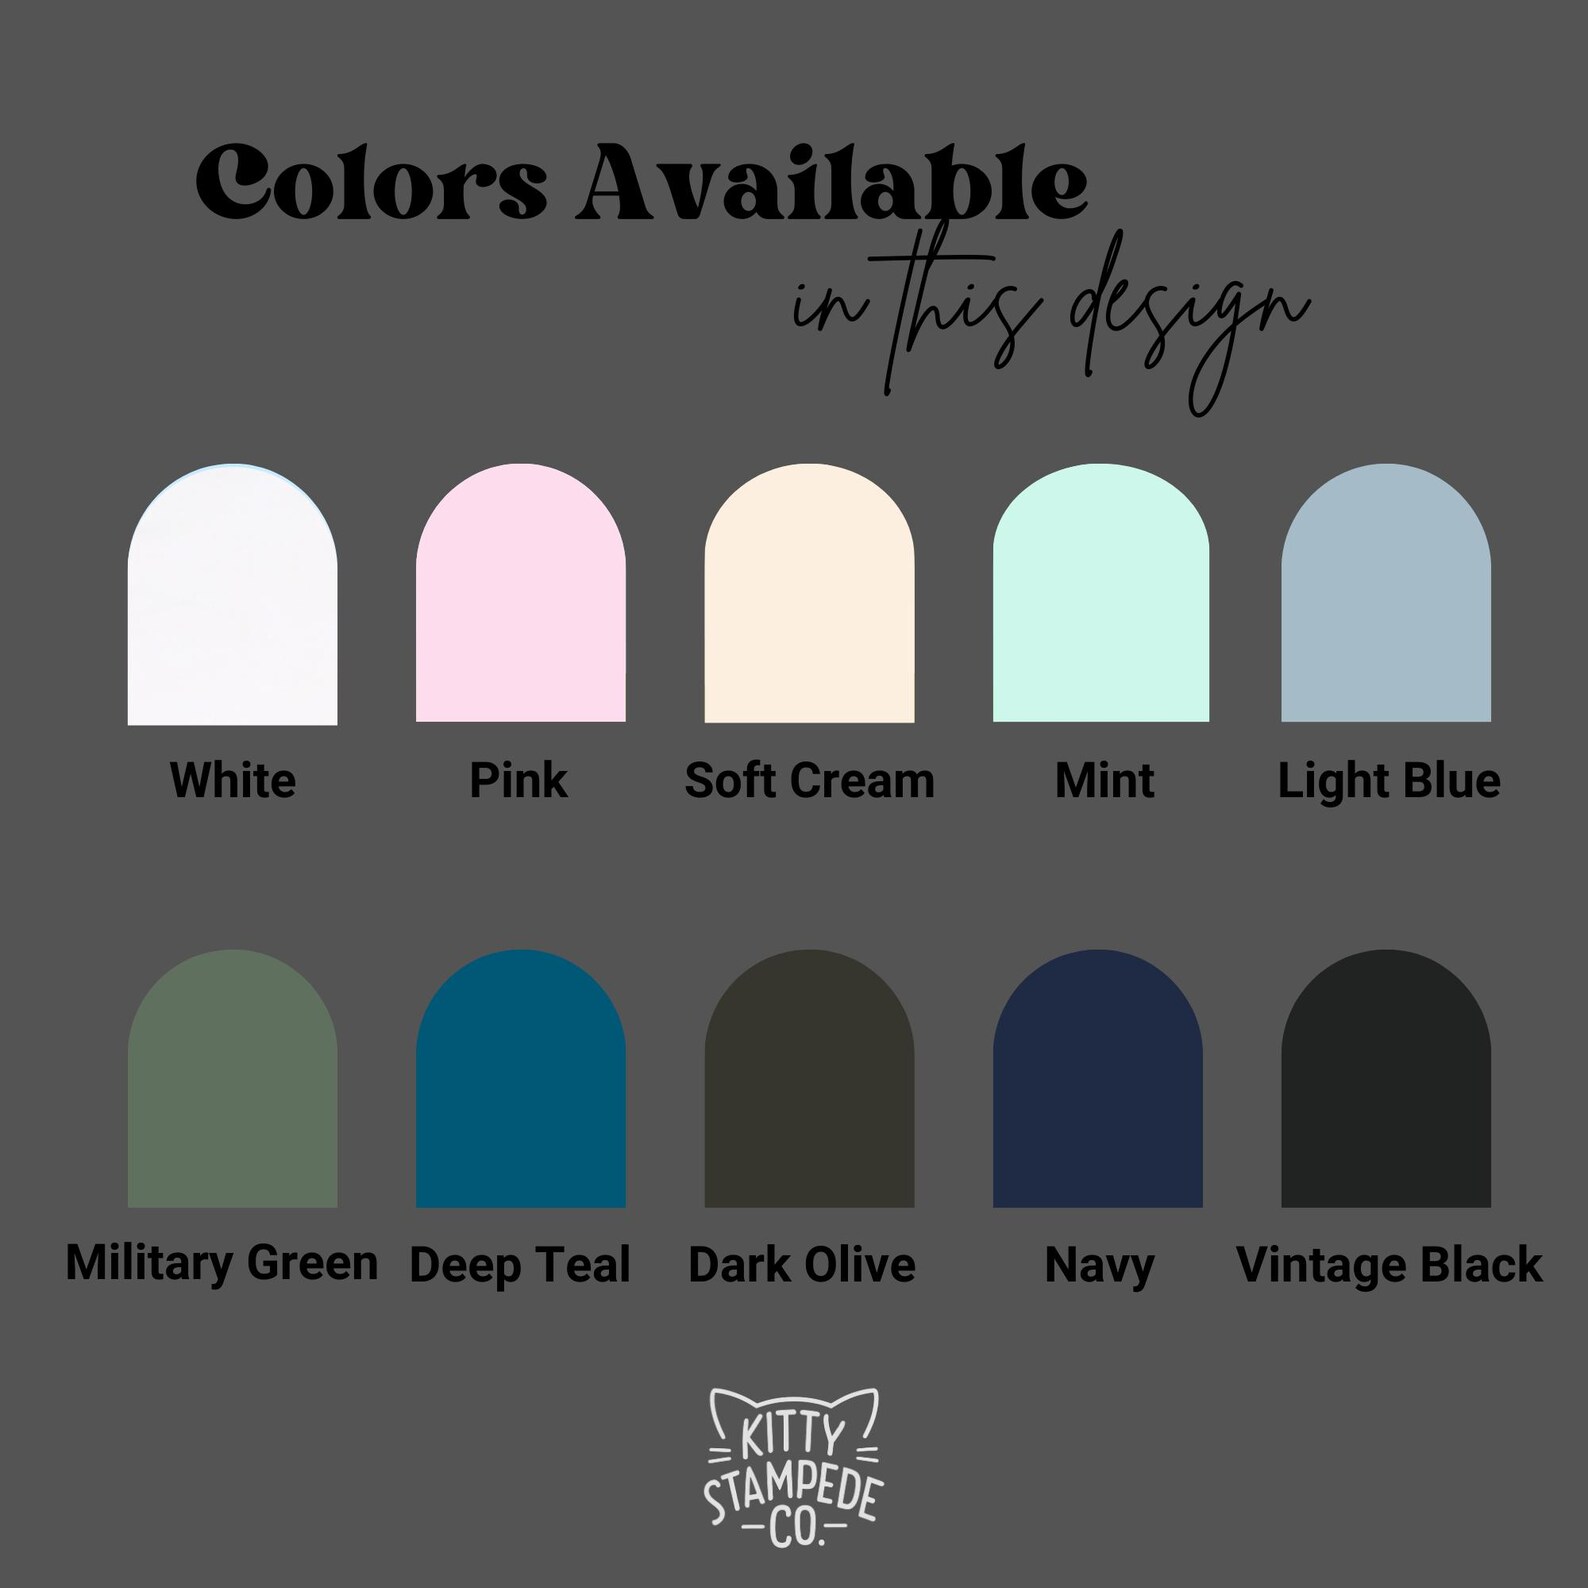 Colors Available
in this design
White
Pink
Soft Cream
Mint
Light Blue
Military Green
Deep Teal
Dark Olive
Navy
Vintage Black
KITTY
STAMPEDE
-CO.-